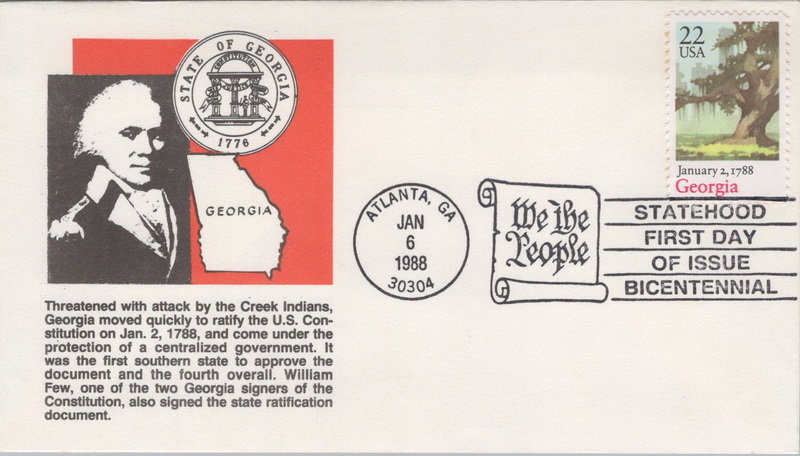 STATE OF GEORGIA
CONSTITUTION
1776
GEORGIA
Threatened with attack by the Creek Indians,
Georgia moved quickly to ratify the U.S. Con-
stitution on Jan. 2, 1788, and come under the
protection of a centralized government. It
was the first southern state to approve the
document and the fourth overall. William
Few, one of the two Georgia signers of the
Constitution, also signed the state ratification
document.
22
USA
January 2, 1788
Georgia
ATLANTA, GA
JAN
6
1988
30304
We the
People
STATEHOOD
FIRST DAY
OF ISSUE
BICENTENNIAL